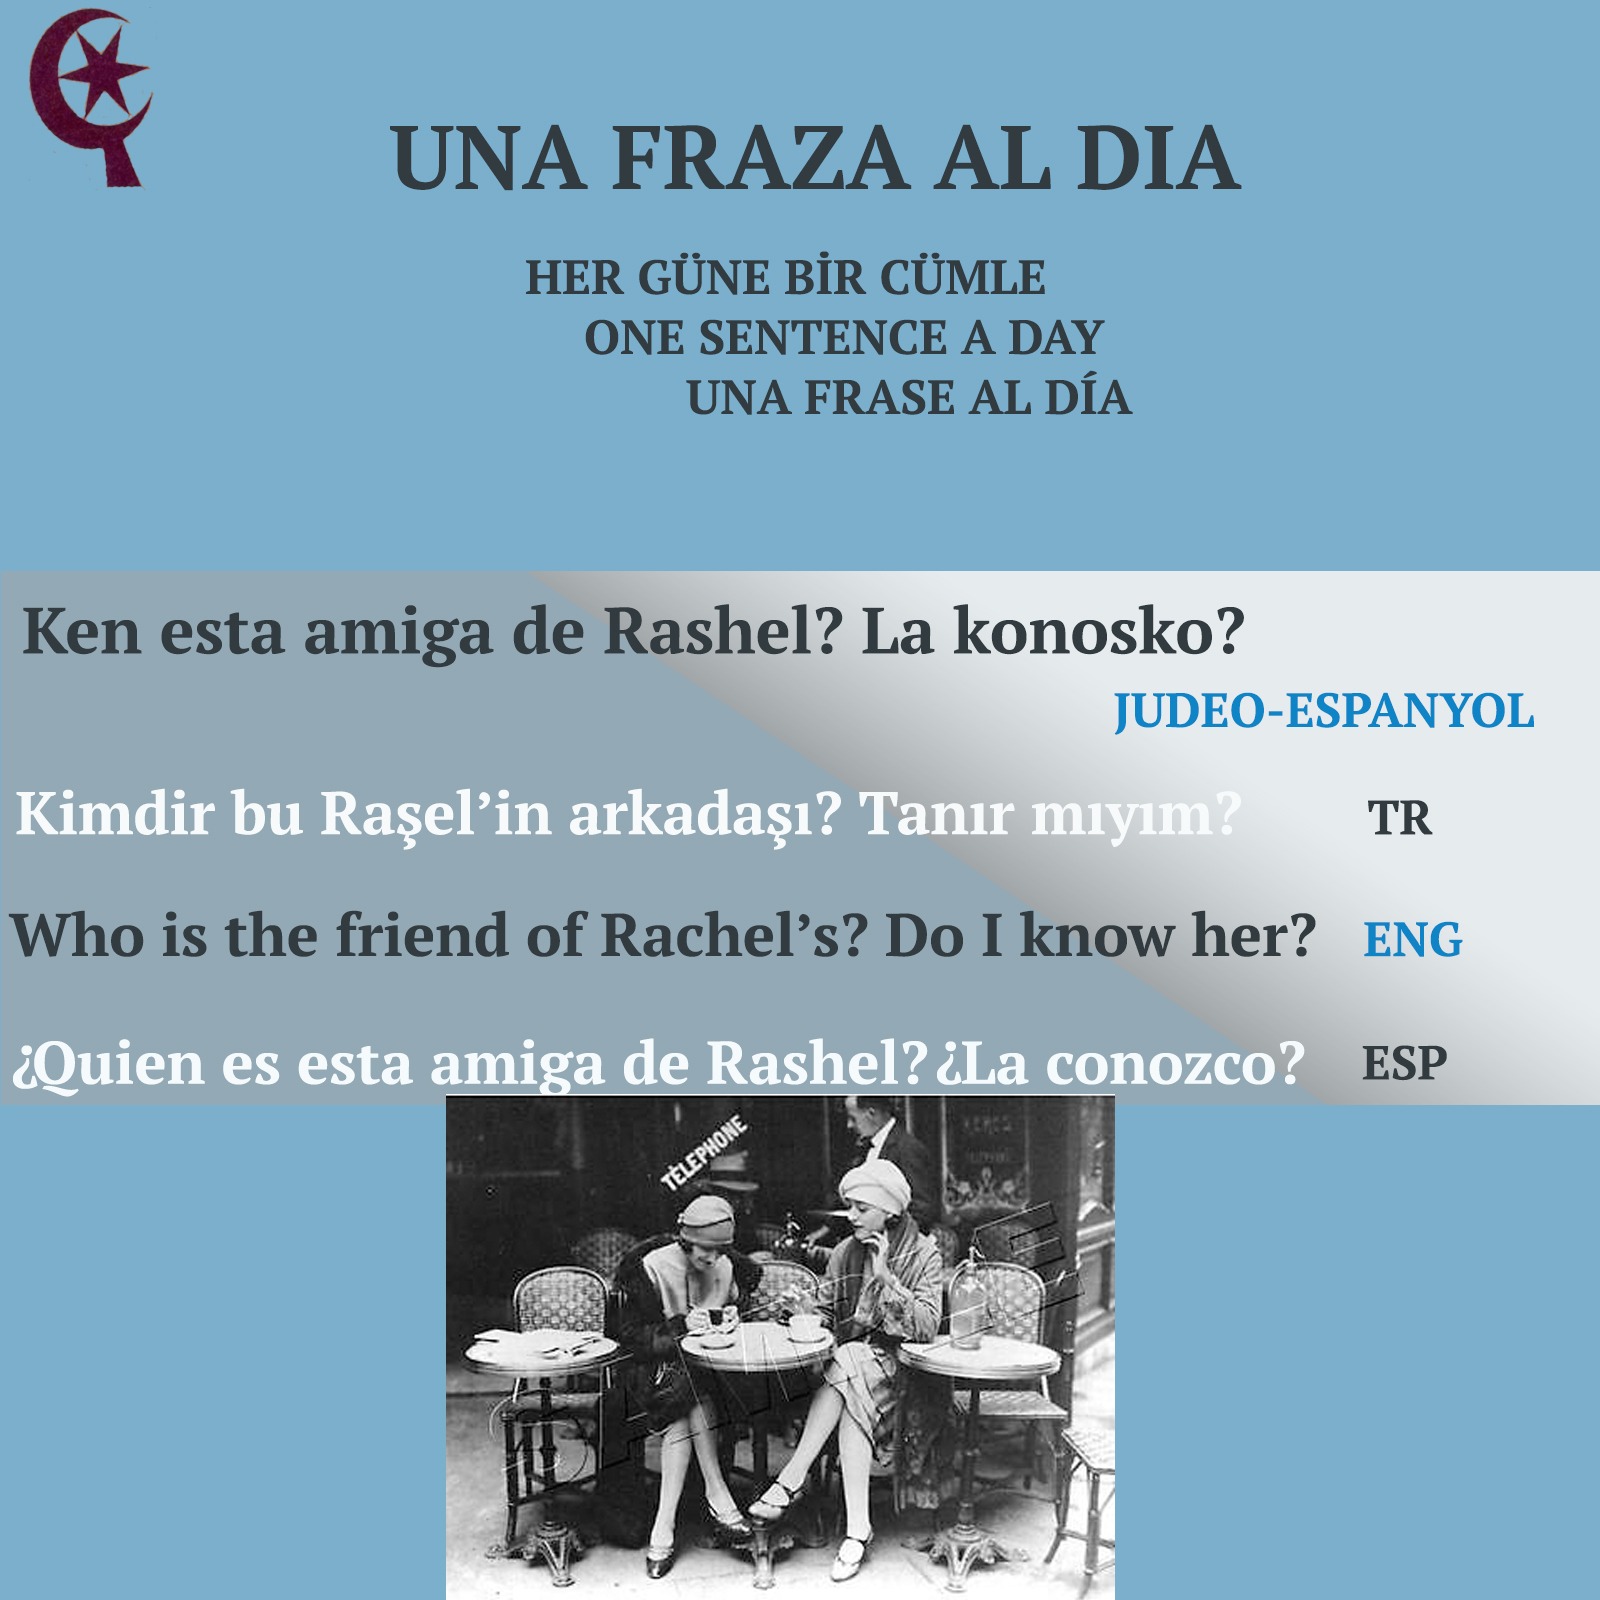 UNA FRAZA AL DIA
HER GÜNE BİR CÜMLE
ONE SENTENCE A DAY
UNA FRASE AL DÍA
Ken esta amiga de Rashel? La konosko?
JUDEO-ESPANYOL
Kimdir bu Raşel’in arkadaşı? Tanır mıyım? TR
Who is the friend of Rachel’s? Do I know her? ENG
¿Quien es esta amiga de Rashel? ¿La conozco? ESP
TÉLEPHONE
SAMPLE